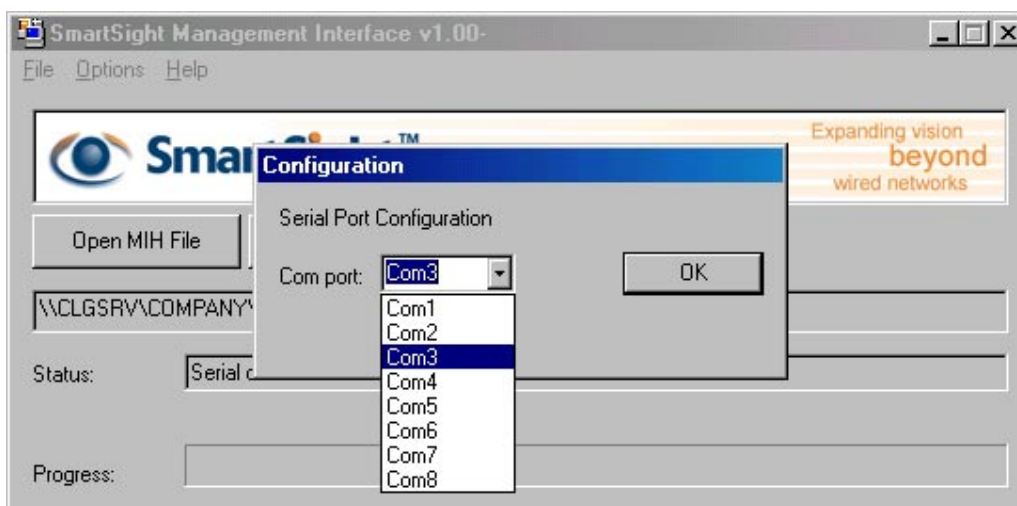 SmartSight Management Interface v1.00-
File Options Help
Expanding vision
beyond
wired networks
Configuration
Serial Port Configuration
Open MIH File
Com port: Com3
OK
Com1
Com2
Com3
Com4
Com5
Com6
Com7
Com8
\\CLGSRV\COMPANY\
Status: Serial
Progress: